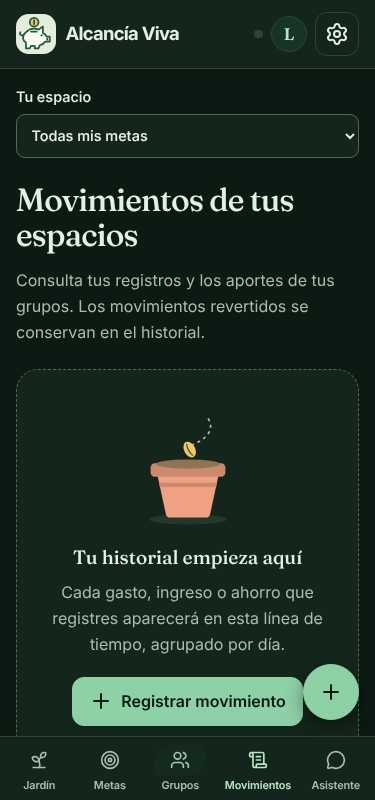 Alcancía Viva
L
Tu espacio
Todas mis metas
Movimientos de tus
espacios
Consulta tus registros y los aportes de tus
grupos. Los movimientos revertidos se
conservan en el historial.
Tu historial empieza aquí
Cada gasto, ingreso o ahorro que
registres aparecerá en esta línea de
tiempo, agrupado por día.
Registrar movimiento
Jardín
Metas
Grupos
Movimientos
Asistente